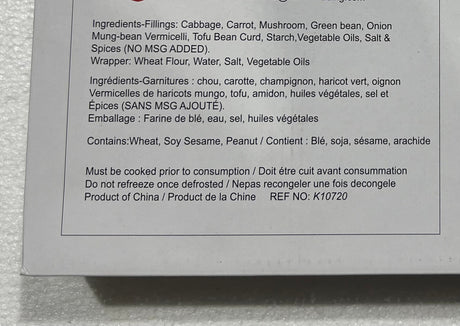 Ingredients-Fillings: Cabbage, Carrot, Mushroom, Green bean, Onion
Mung-bean Vermicelli, Tofu Bean Curd, Starch,Vegetable Oils, Salt &
Spices (NO MSG ADDED).
Wrapper: Wheat Flour, Water, Salt, Vegetable Oils
Ingrédients-Garnitures : chou, carotte, champignon, haricot vert, oignon
Vermicelles de haricots mungo, tofu, amidon, huiles végétales, sel et
Épices (SANS MSG AJOUTÉ).
Emballage : Farine de blé, eau, sel, huiles végétales
Contains:Wheat, Soy Sesame, Peanut / Contient : Blé, soja, sésame, arachide
Must be cooked prior to consumption / Doit étre cuit avant consummation
Do not refreeze once defrosted / Nepas recongeler une fois decongele
Product of China / Product de la Chine REF NO: K10720